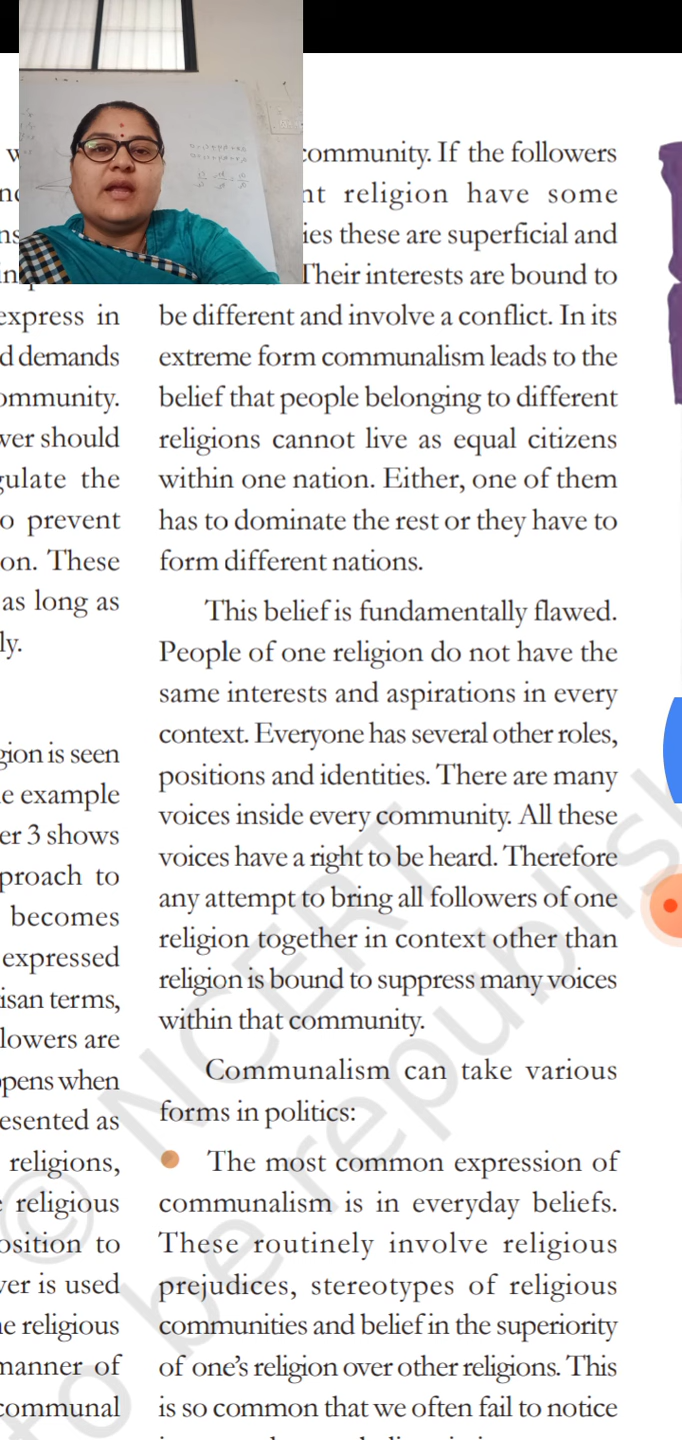 w
express in
d demands
ommunity.
wer should
gulate the
o prevent
on. These
as long as
ly.
gion is seen
e example
er 3 shows
proach to
becomes
expressed
isan terms,
lowers are
ppens when
esented as
religions,
e religious
osition to
ver is used
ne religious
manner of
communal
community. If the followers
nt religion have some
ies these are superficial and
Their interests are bound to
be different and involve a conflict. In its
extreme form communalism leads to the
belief that people belonging to different
religions cannot live as equal citizens
within one nation. Either, one of them
has to dominate the rest or they have to
form different nations.
This belief is fundamentally flawed.
People of one religion do not have the
same interests and aspirations in every
context. Everyone has several other roles,
positions and identities. There are many
voices inside every community. All these
voices have a right to be heard. Therefore
any attempt to bring all followers of one
religion together in context other than
religion is bound to suppress many voices
within that community.
Communalism can take various
forms in politics:
The most common expression of
communalism is in everyday beliefs.
These routinely involve religious
prejudices, stereotypes of religious
communities and belief in the superiority
of one's religion over other religions. This
is so common that we often fail to notice
© NCERT
to be republish